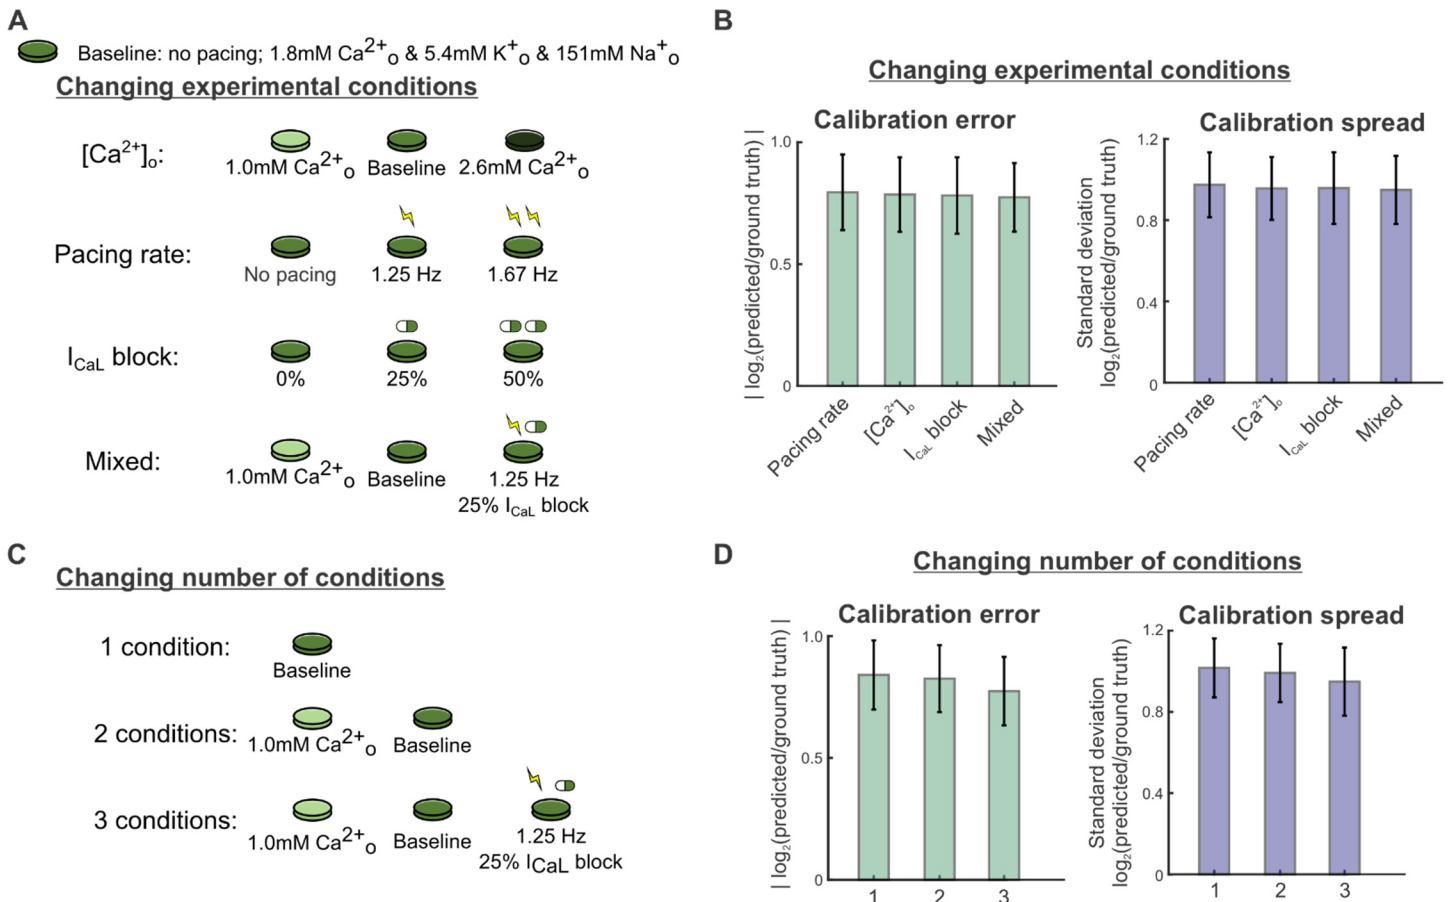 A
Baseline: no pacing; 1.8mM Ca2+o & 5.4mM K+o & 151mM Na+o
Changing experimental conditions
[Ca2+]o:
1.0mM Ca2+o Baseline 2.6mM Ca2+o
Pacing rate:
No pacing 1.25 Hz 1.67 Hz
ICaL block:
0% 25% 50%
Mixed:
1.0mM Ca2+o Baseline 1.25 Hz
25% ICaL block
B
Changing experimental conditions
Calibration error
| log2(predicted/ground truth) |
1.0
0.5
0
Pacing rate
[Ca2+]o
ICaL block
Mixed
Calibration spread
Standard deviation
log2(predicted/ground truth)
1.2
0.8
0.4
0
Pacing rate
[Ca2+]o
ICaL block
Mixed
C
Changing number of conditions
1 condition:
Baseline
2 conditions:
1.0mM Ca2+o Baseline
3 conditions:
1.0mM Ca2+o Baseline 1.25 Hz
25% ICaL block
D
Changing number of conditions
Calibration error
| log2(predicted/ground truth) |
1.0
0.5
0
1 2 3
Calibration spread
Standard deviation
log2(predicted/ground truth)
1.2
0.8
0.4
0
1 2 3